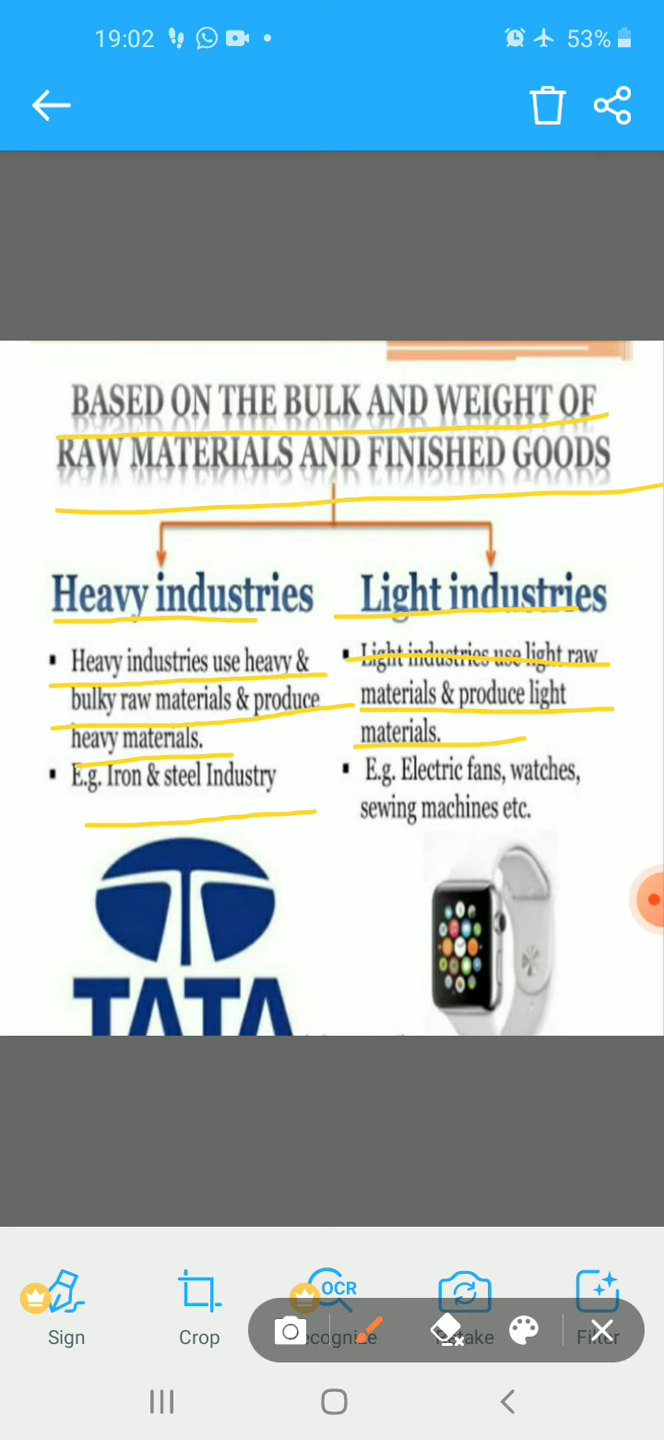 19:02
53%
BASED ON THE BULK AND WEIGHT OF
RAW MATERIALS AND FINISHED GOODS
Heavy industries
▪ Heavy industries use heavy &
bulky raw materials & produce
heavy materials.
▪ E.g. Iron & steel Industry
Light industries
▪ Light industries use light raw
materials & produce light
materials.
▪ E.g. Electric fans, watches,
sewing machines etc.
TATA
OCR
Sign
Crop
Filter